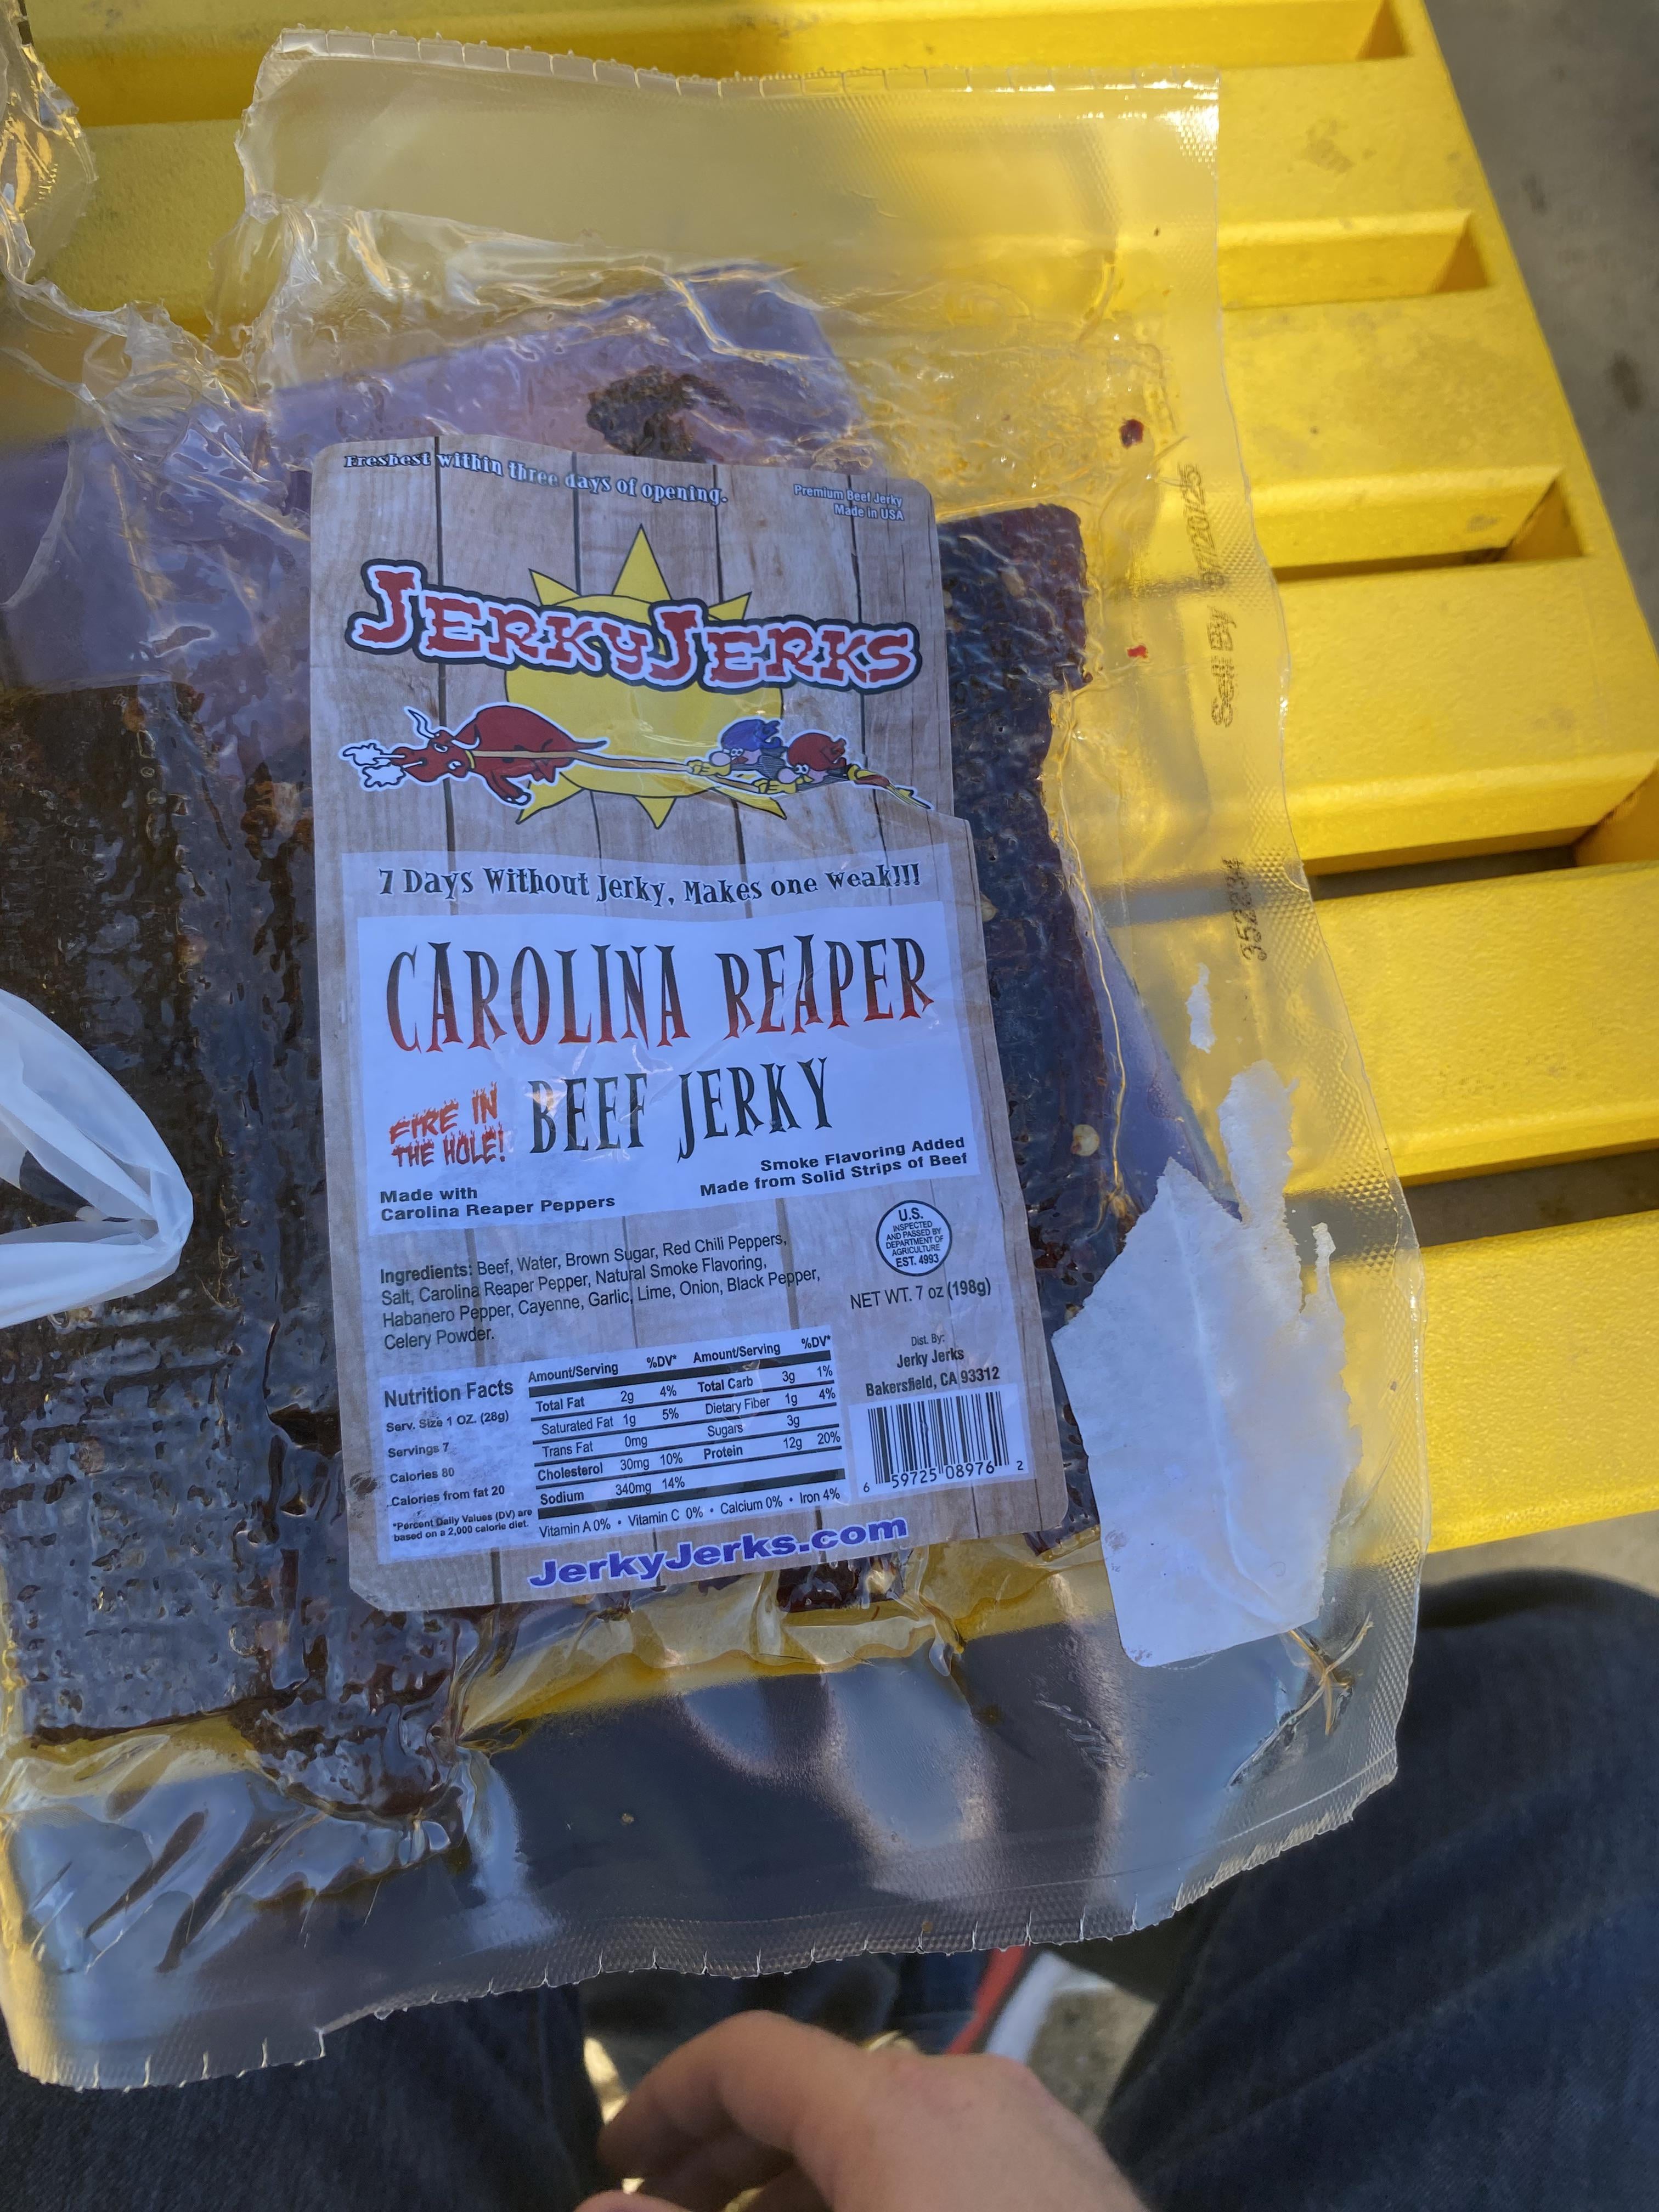 Freshest within three days of opening.
Premium Beef Jerky
Made in USA
JERKYJERKS
7 Days Without Jerky, Makes one Weak!!!
CAROLINA REAPER
FIRE IN
THE HOLE!
BEEF JERKY
Smoke Flavoring Added
Made from Solid Strips of Beef
Made with
Carolina Reaper Peppers
Ingredients: Beef, Water, Brown Sugar, Red Chili Peppers,
Salt, Carolina Reaper Pepper, Natural Smoke Flavoring,
Habanero Pepper, Cayenne, Garlic, Lime, Onion, Black Pepper,
Celery Powder.
U.S.
INSPECTED
AND PASSED BY
DEPARTMENT OF
AGRICULTURE
EST. 4993
NET WT. 7 oz (198g)
Dist. By:
Jerky Jerks
Bakersfield, CA 93312
6 59725 08976 2
Nutrition Facts
Serv. Size 1 OZ. (28g)
Servings 7
Calories 80
Calories from fat 20
*Percent Daily Values (DV) are
based on a 2,000 calorie diet.
Amount/Serving %DV* Amount/Serving %DV*
Total Fat 2g 4% Total Carb 3g 1%
Saturated Fat 1g 5% Dietary Fiber 1g 4%
Trans Fat 0mg Sugars 3g
Cholesterol 30mg 10% Protein 12g 20%
Sodium 340mg 14%
Vitamin A 0% • Vitamin C 0% • Calcium 0% • Iron 4%
JerkyJerks.com
Sell By